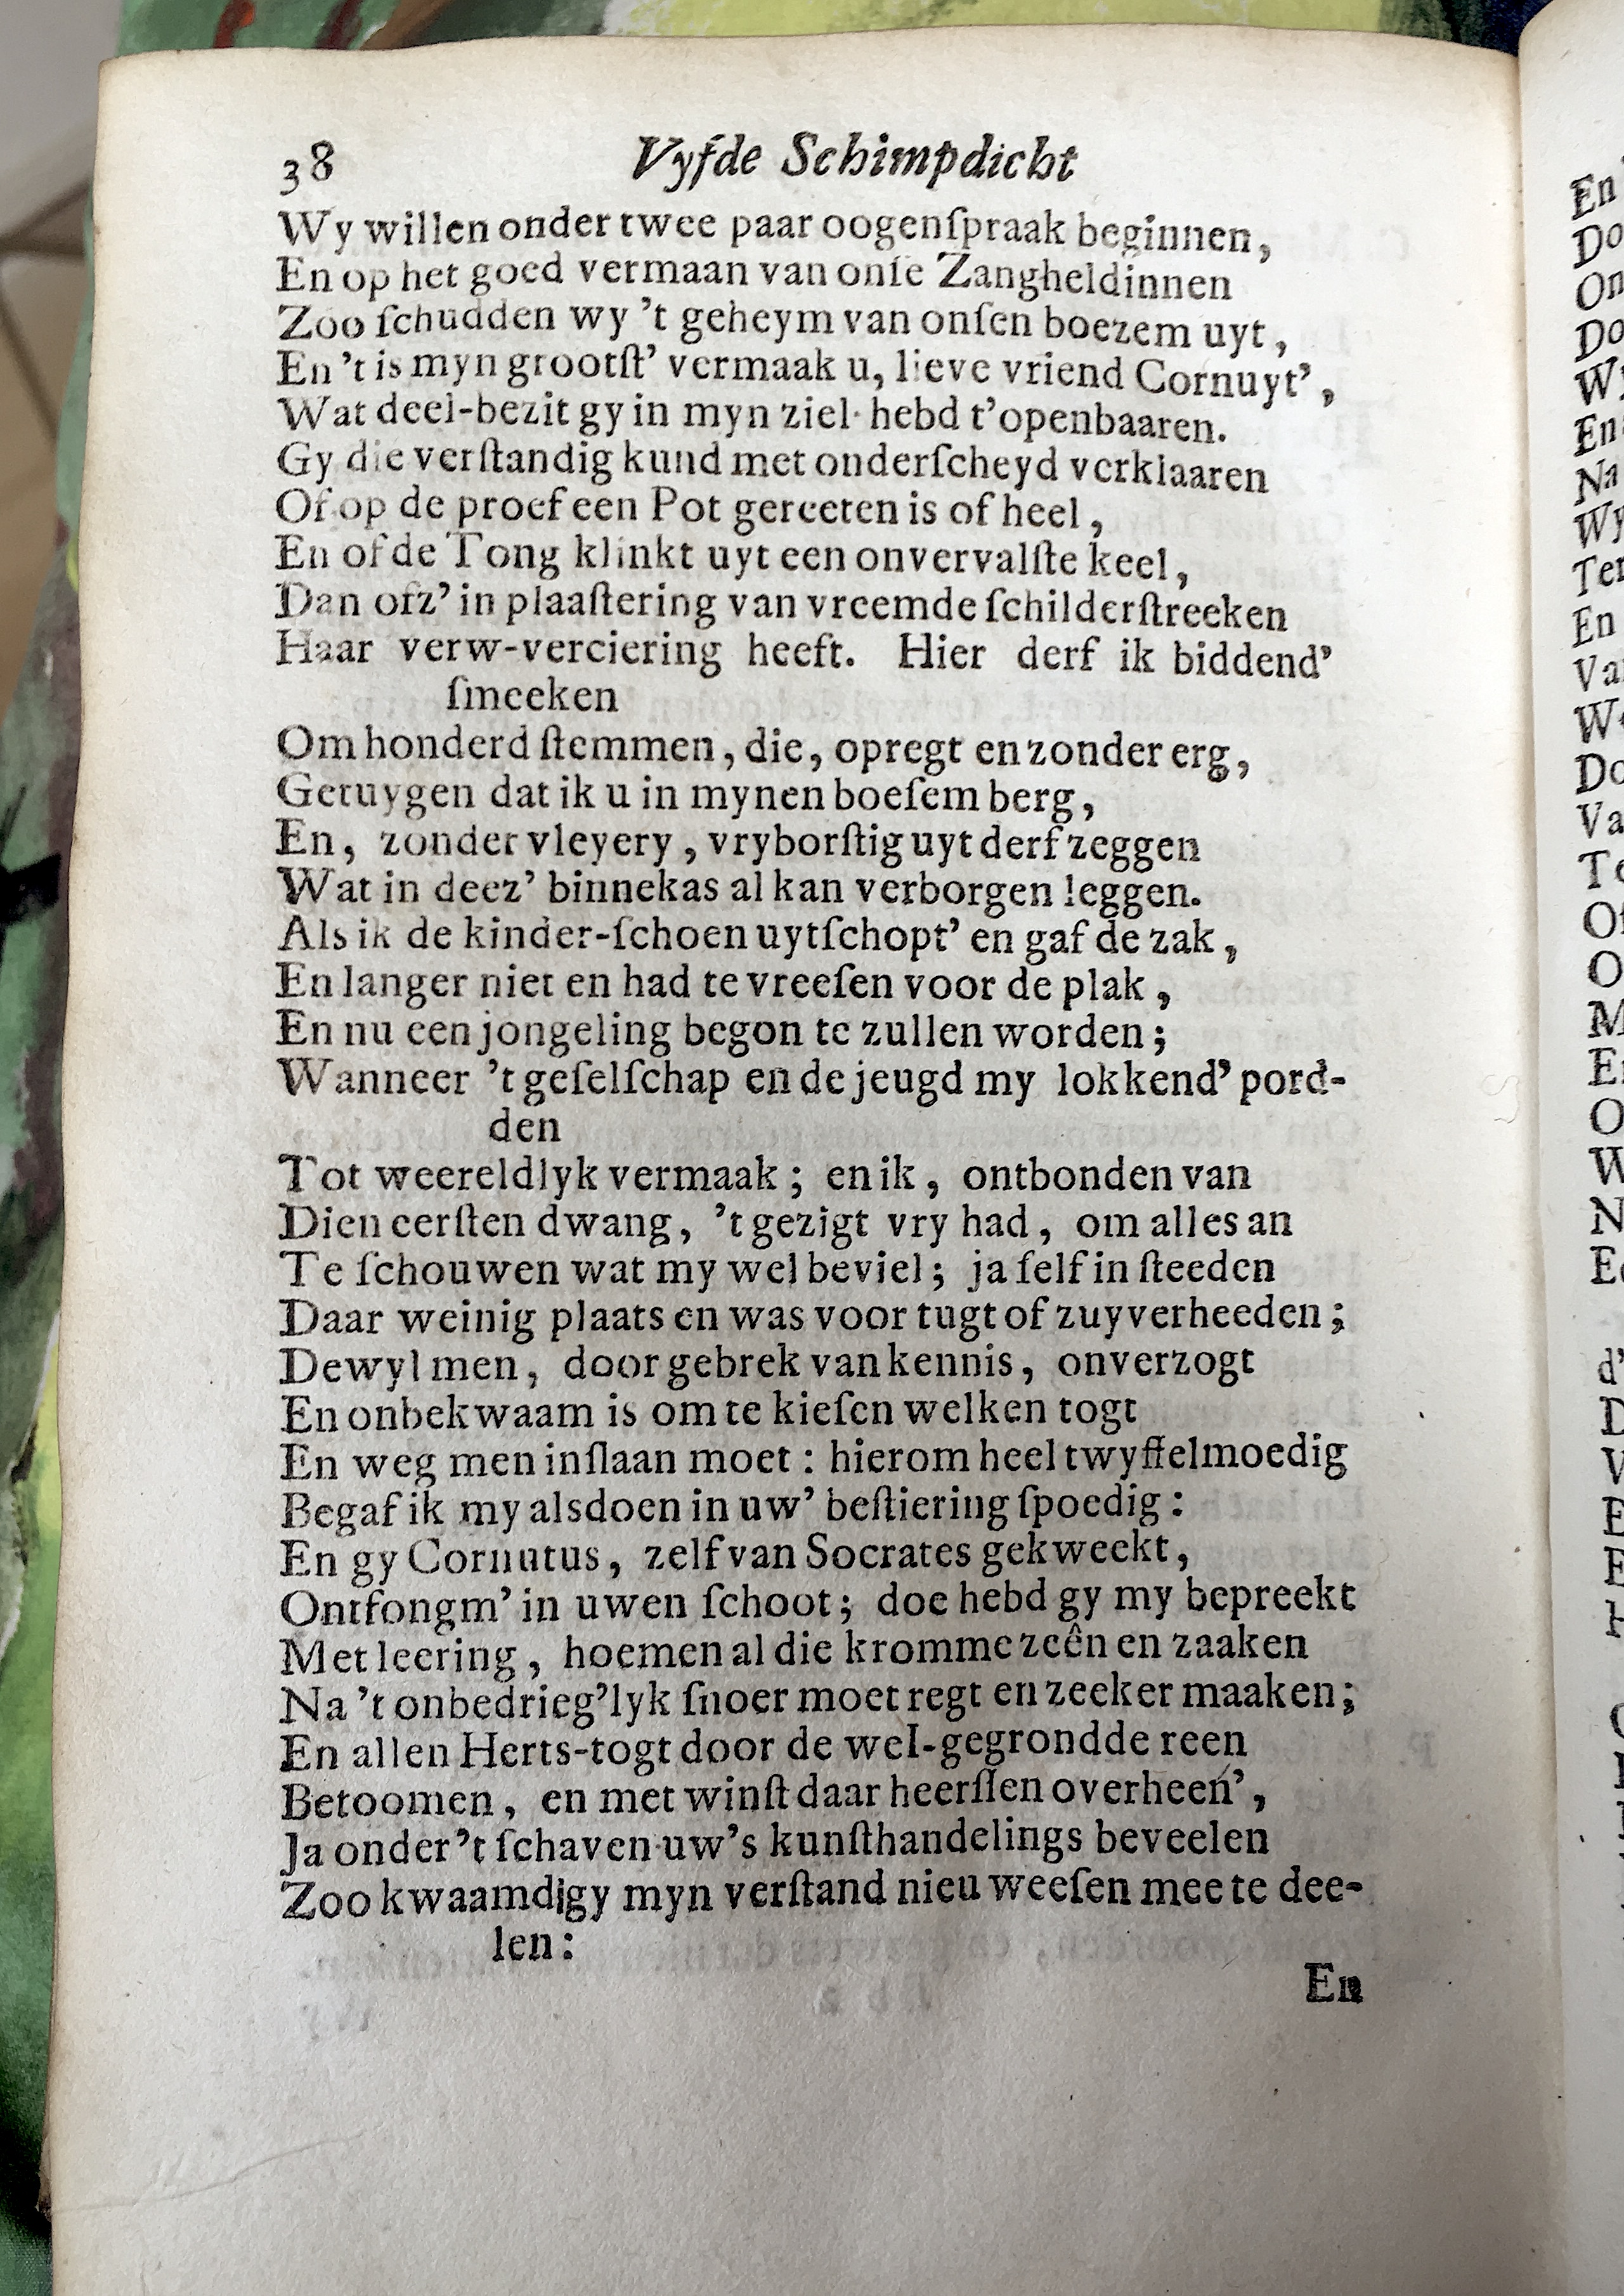 38 Vyfde Schimpdicht
Wy willen onder twee paar oogenſpraak beginnen,
En op het goed vermaan van onſe Zangheldinnen
Zoo ſchudden wy ’t geheym van onſen boezem uyt,
En ’t is myn grootſt’ vermaak u, lieve vriend Cornuyt’,
Wat deel-bezit gy in myn ziel hebd t’openbaaren.
Gy die verſtandig kund met onderſcheyd verklaaren
Of op de proef een Pot gereeten is of heel,
En of de Tong klinkt uyt een onvervalſte keel,
Dan of z’ in plaaſtering van vreemde ſchilderſtreeken
Haar verw-verciering heeft. Hier derf ik biddend’
ſmeeken
Om honderd ſtemmen, die, opregt en zonder erg,
Getuygen dat ik u in mynen boeſem berg,
En, zonder vleyery, vryborſtig uyt derf zeggen
Wat in deez’ binnekas al kan verborgen leggen.
Als ik de kinder-ſchoen uytſchopt’ en gaf de zak,
En langer niet en had te vreeſen voor de plak,
En nu een jongeling begon te zullen worden;
Wanneer ’t geſelſchap en de jeugd my lokkend’ pord-
den
Tot weereldlyk vermaak; en ik, ontbonden van
Dien eerſten dwang, ’t gezigt vry had, om alles an
Te ſchouwen wat my wel beviel; ja ſelf in ſteeden
Daar weinig plaats en was voor tugt of zuyverheeden;
Dewyl men, door gebrek van kennis, onverzogt
En onbekwaam is om te kieſen welken togt
En weg men inſlaan moet: hierom heel twyffelmoedig
Begaf ik my alsdoen in uw’ beſtiering ſpoedig:
En gy Cornutus, zelf van Socrates gekweekt,
Ontfongm’ in uwen ſchoot; doe hebd gy my bepreekt
Met leering, hoemen al die kromme zeên en zaaken
Na ’t onbedrieg’lyk ſnoer moet regt en zeeker maaken;
En allen Herts-togt door de wel-gegrondde reen
Betoomen, en met winſt daar heerſſen overheen’,
Ja onder ’t ſchaven uw’s kunſthandelings beveelen
Zoo kwaamd gy myn verſtand nieu weeſen mee te dee-
len:
En